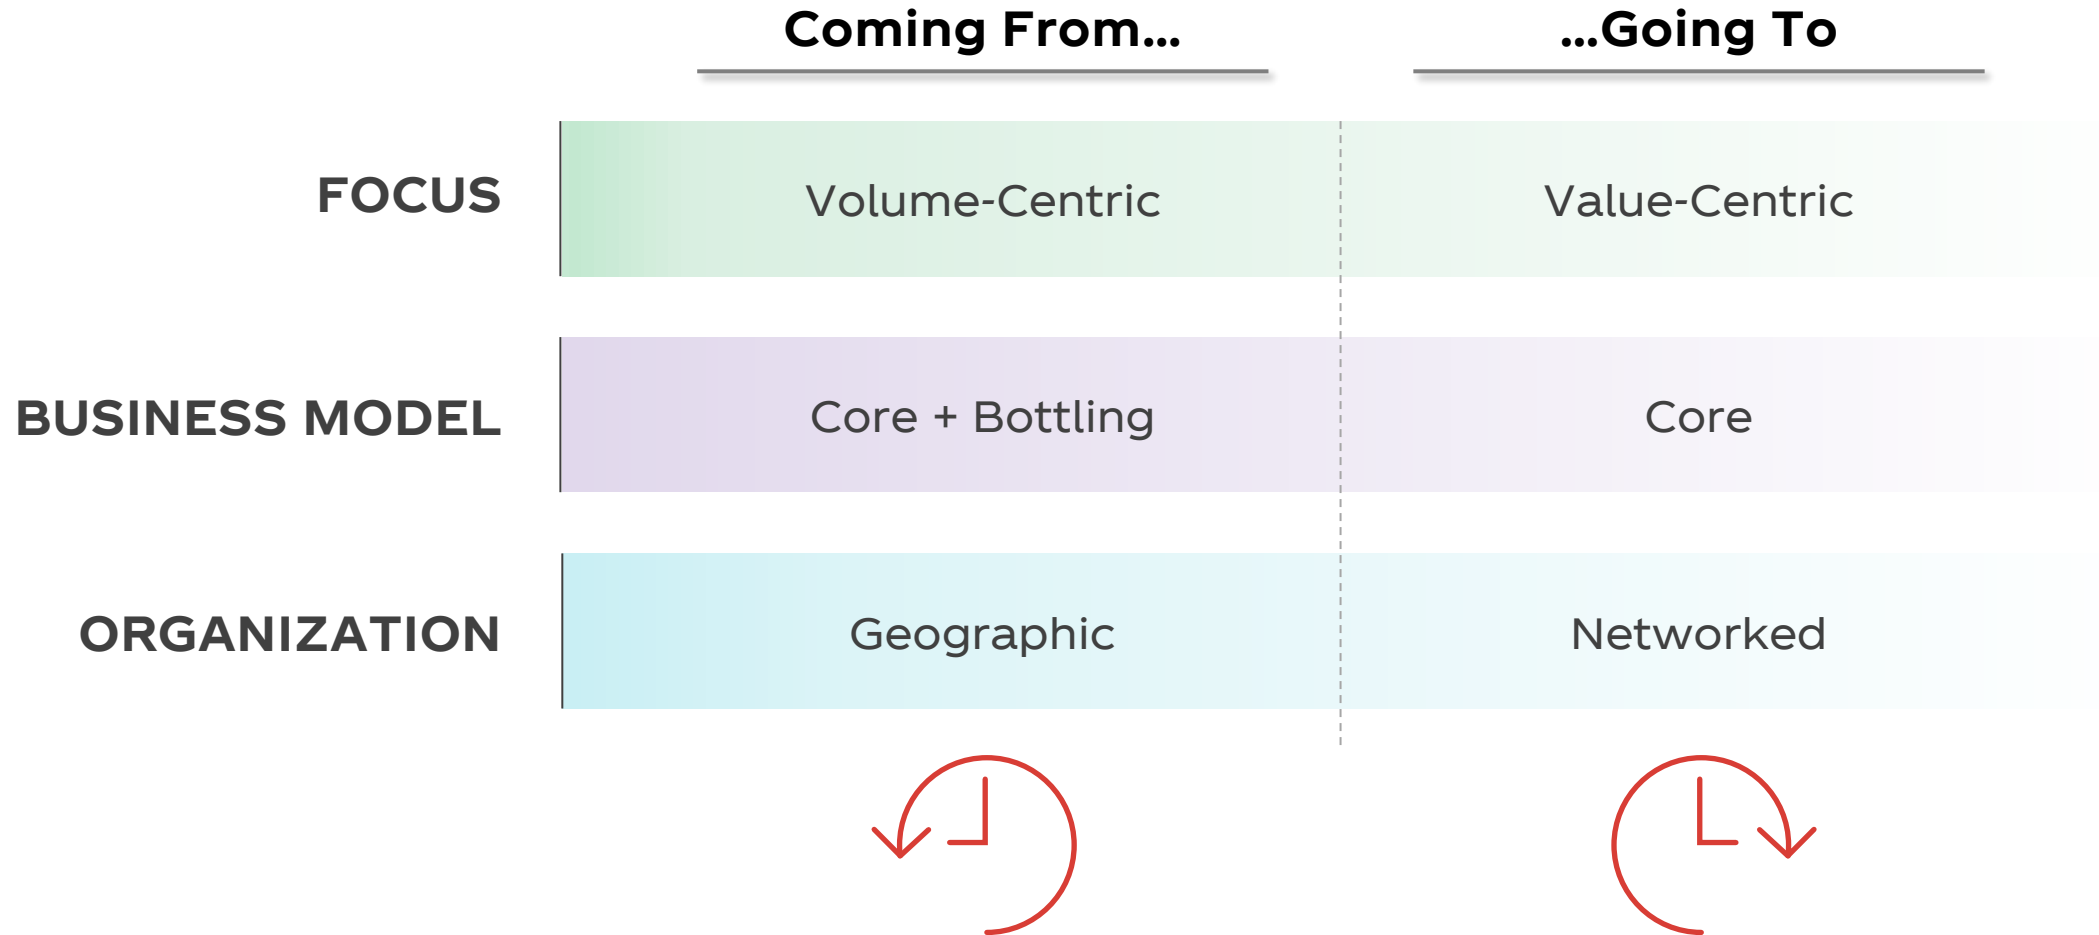 Coming From... ...Going To
FOCUS Volume-Centric Value-Centric
BUSINESS MODEL Core + Bottling Core
ORGANIZATION Geographic Networked